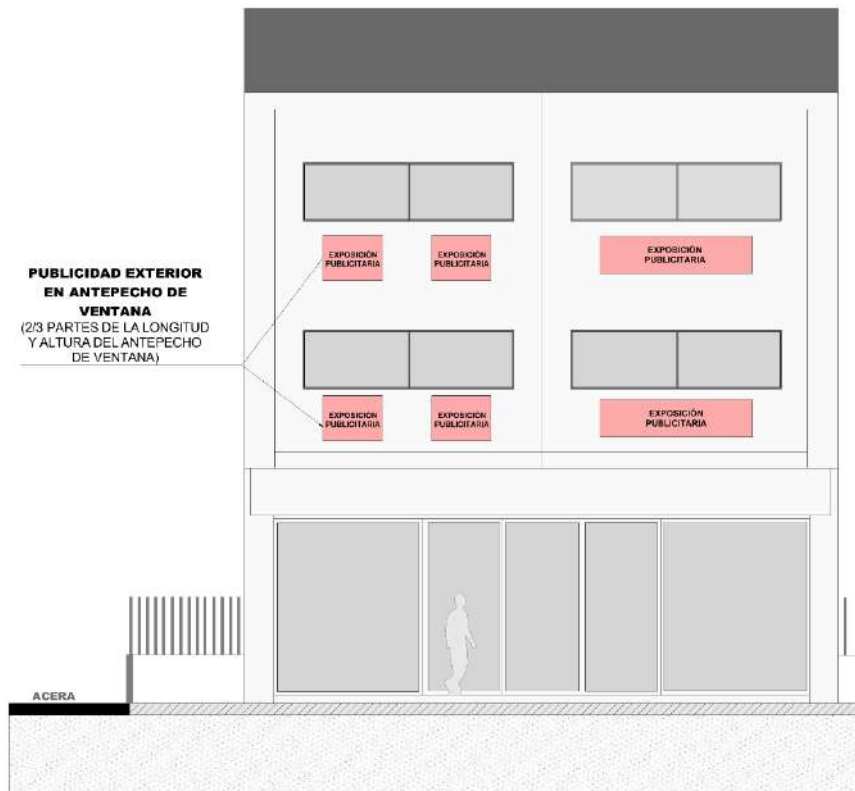 EXPOSICIÓN
PUBLICITARIA
EXPOSICIÓN
PUBLICITARIA
EXPOSICIÓN
PUBLICITARIA
PUBLICIDAD EXTERIOR
EN ANTEPECHO DE
VENTANA
(2/3 PARTES DE LA LONGITUD
Y ALTURA DEL ANTEPECHO
DE VENTANA)
EXPOSICIÓN
PUBLICITARIA
EXPOSICIÓN
PUBLICITARIA
EXPOSICIÓN
PUBLICITARIA
ACERA